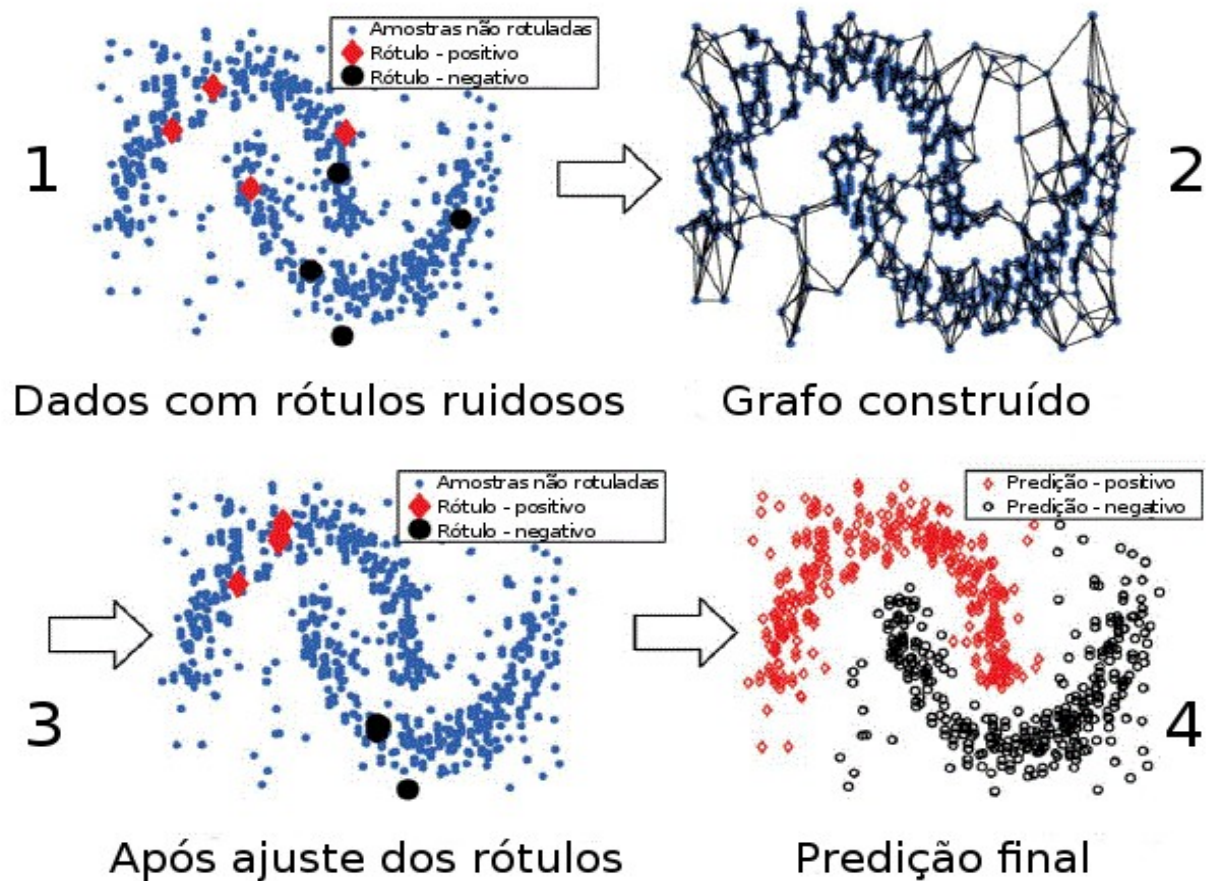 Amostras não rotuladas
Rótulo - positivo
Rótulo - negativo
1
2
Dados com rótulos ruidosos
Grafo construído
Amostras não rotuladas
Rótulo - positivo
Rótulo - negativo
Predição - positivo
Predição - negativo
3
4
Após ajuste dos rótulos
Predição final